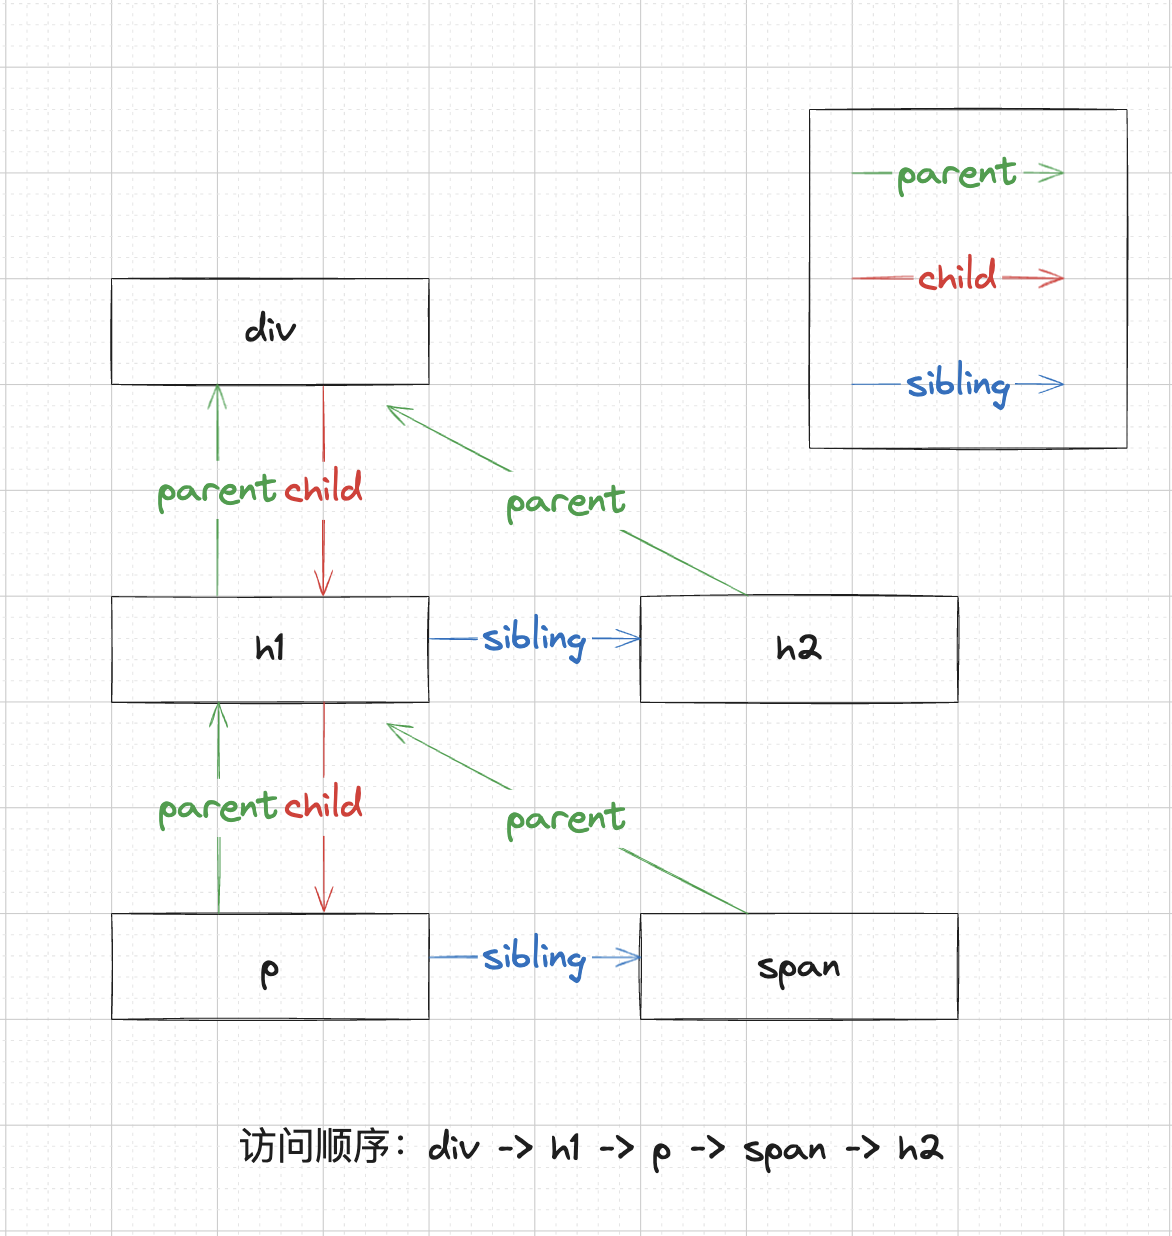 parent
child
sibling
div
parent child
parent
h1
sibling
h2
parent child
parent
p
sibling
span
访问顺序：div -> h1 -> p -> span -> h2